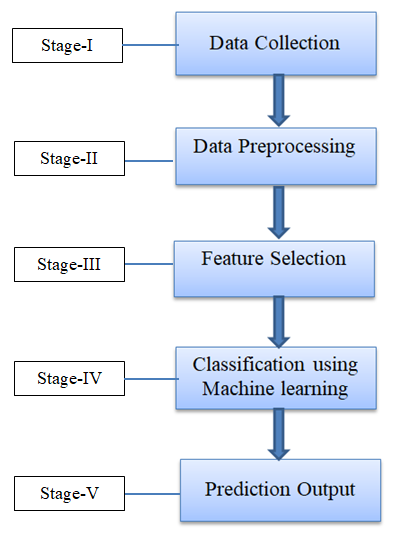 Stage-I
Data Collection
Stage-II
Data Preprocessing
Stage-III
Feature Selection
Stage-IV
Classification using
Machine learning
Stage-V
Prediction Output